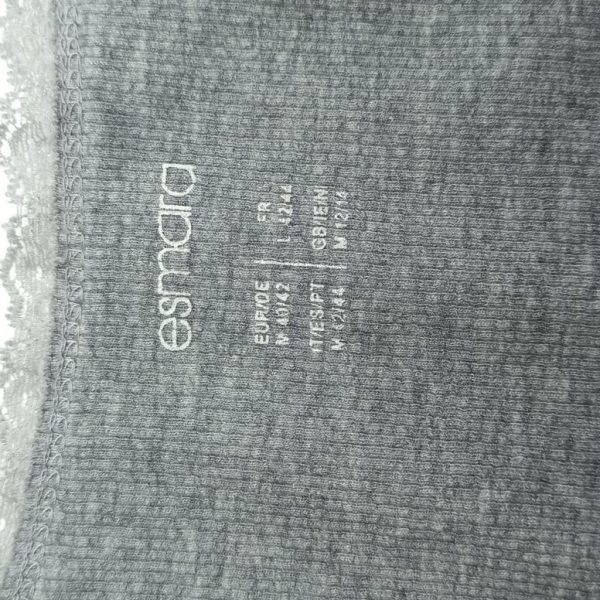 esmara
EUR/DE | FR
M 40/42 | L 42/44
IT/ES/PT | GB/IE/N
M 42/44 | M 12/14